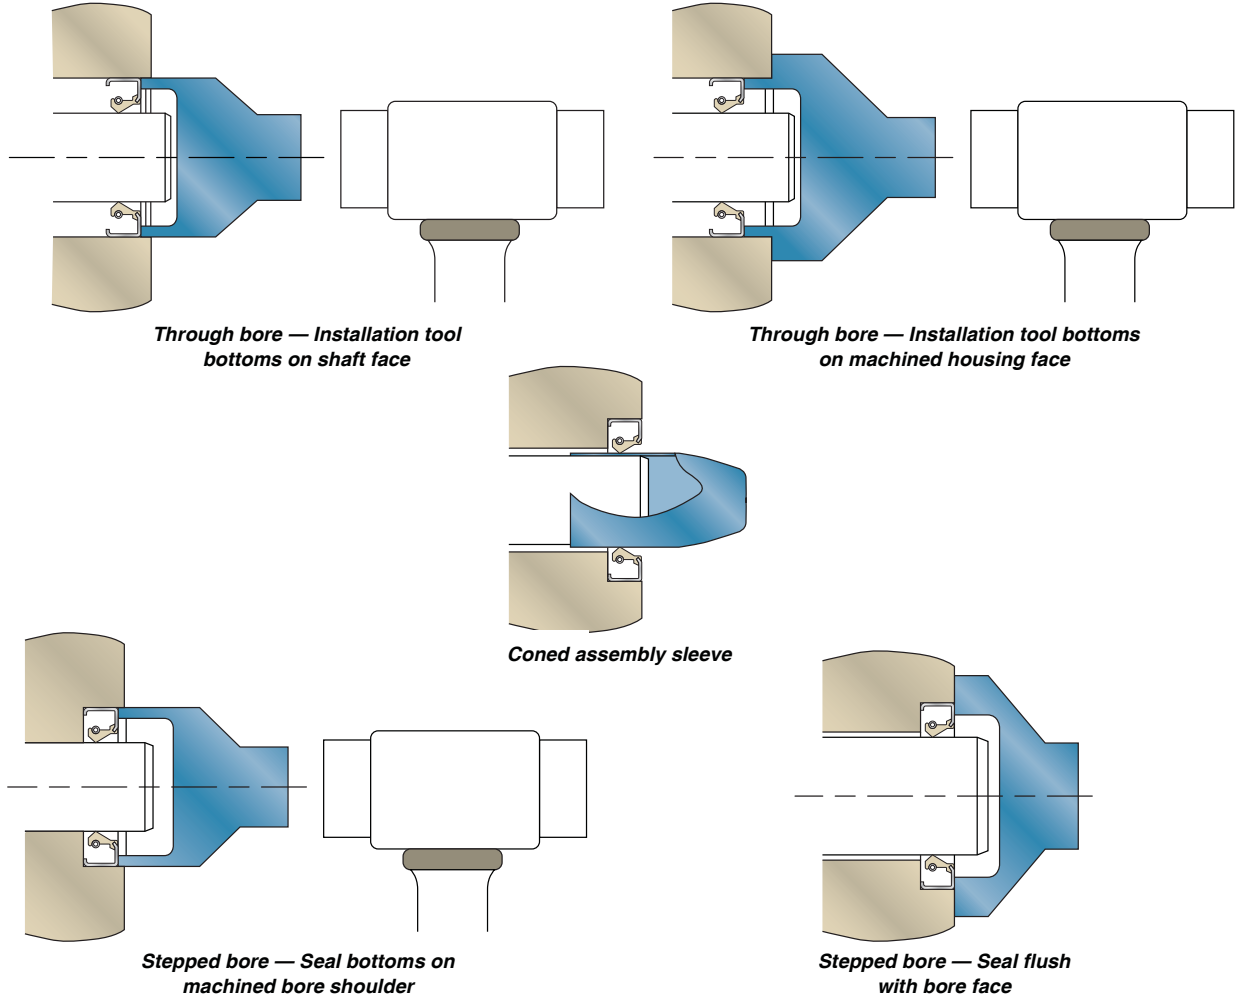 Through bore — Installation tool
bottoms on shaft face
Through bore — Installation tool bottoms
on machined housing face
Coned assembly sleeve
Stepped bore — Seal bottoms on
machined bore shoulder
Stepped bore — Seal flush
with bore face